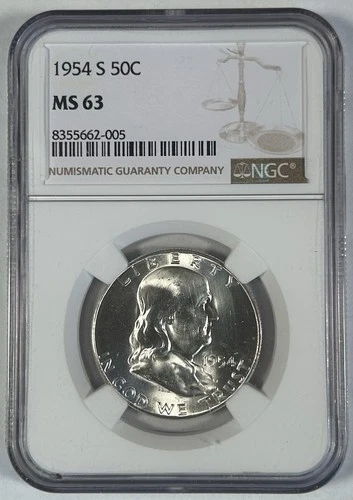 1954 S 50C
MS 63
8355662-005
NUMISMATIC GUARANTY COMPANY
NGC
LIBERTY
1954
IN GOD WE TRUST